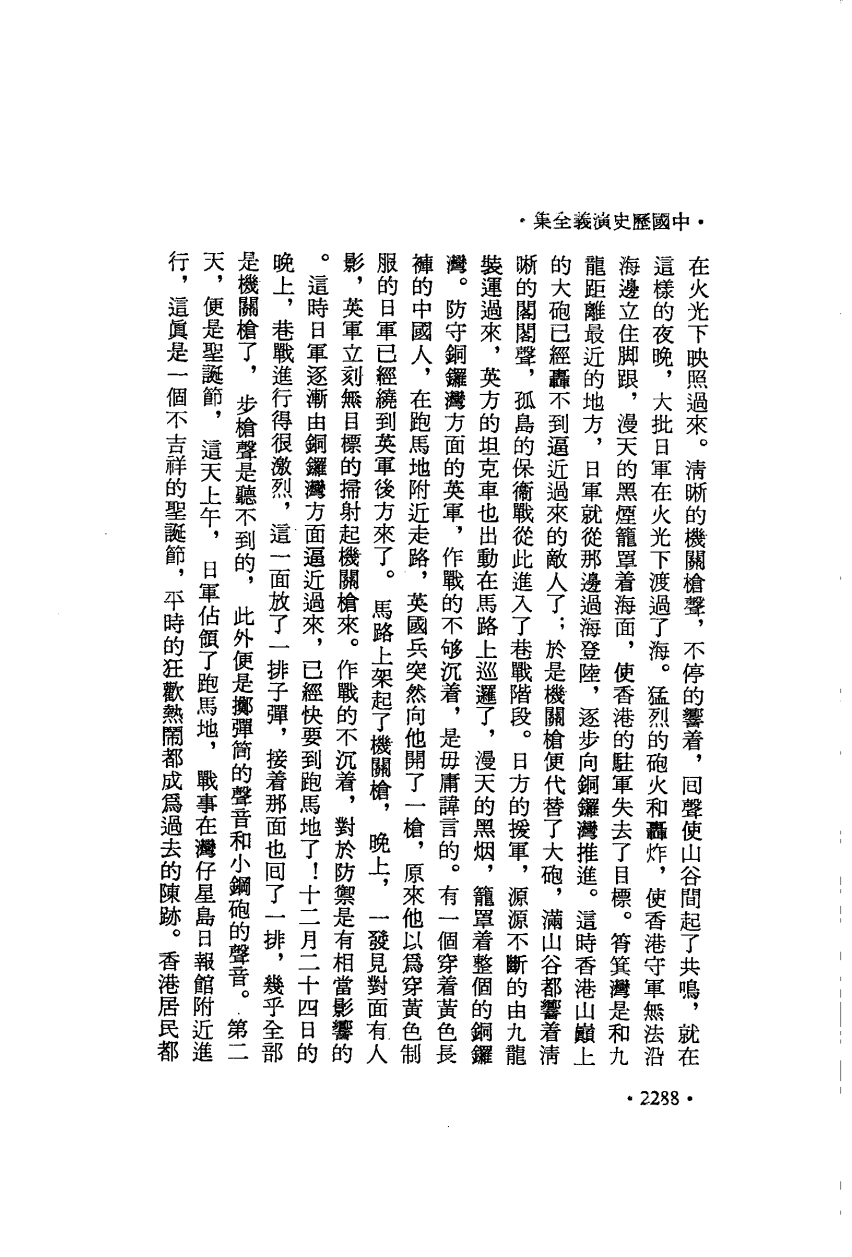 •中國歷史演義全集•
在火光下映照過來。清晰的機關槍聲，不停的響着，囘聲使山谷間起了共鳴，就在
這樣的夜晚，大批日軍在火光下渡過了海。猛烈的砲火和轟炸，使香港守軍無法沿
海邊立住脚跟，漫天的黑煙籠罩着海面，使香港的駐軍失去了目標。筲箕灣是和九
龍距離最近的地方，日軍就從那邊過海登陸，逐步向銅鑼灣推進。這時香港山巔上
的大砲已經轟不到逼近過來的敵人了；於是機關槍便代替了大砲，滿山谷都響着清
晰的閣閣聲，孤島的保衞戰從此進入了巷戰階段。日方的援軍，源源不斷的由九龍
裝運過來，英方的坦克車也出動在馬路上巡邏了，漫天的黑烟，籠罩着整個的銅鑼
灣。防守銅鑼灣方面的英軍，作戰的不够沉着，是毋庸諱言的。有一個穿着黃色長
褲的中國人，在跑馬地附近走路，英國兵突然向他開了一槍，原來他以爲穿黃色制
服的日軍已經繞到英軍後方來了。馬路上架起了機關槍，晚上，一發見對面有人
影，英軍立刻無目標的掃射起機關槍來。作戰的不沉着，對於防禦是有相當影響的
。這時日軍逐漸由銅鑼灣方面逼近過來，已經快要到跑馬地了！十二月二十四日的
晚上，巷戰進行得很激烈，這一面放了一排子彈，接着那面也囘了一排，幾乎全部
是機關槍了，步槍聲是聽不到的，此外便是擲彈筒的聲音和小鋼砲的聲音。第二
天，便是聖誕節，這天上午，日軍佔領了跑馬地，戰事在灣仔星島日報館附近進
行，這眞是一個不吉祥的聖誕節，平時的狂歡熱鬧都成爲過去的陳跡。香港居民都
•2288•